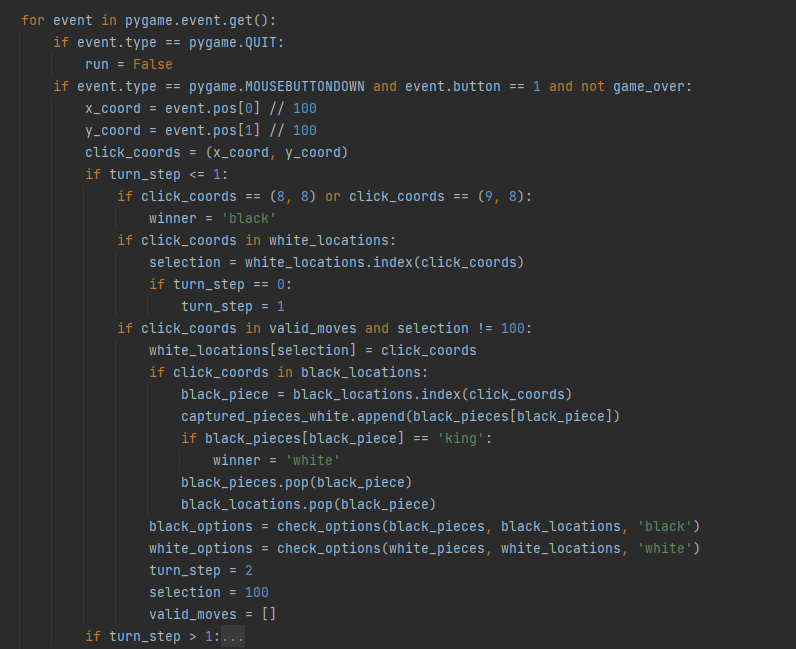 for event in pygame.event.get():
    if event.type == pygame.QUIT:
        run = False
    if event.type == pygame.MOUSEBUTTONDOWN and event.button == 1 and not game_over:
        x_coord = event.pos[0] // 100
        y_coord = event.pos[1] // 100
        click_coords = (x_coord, y_coord)
        if turn_step <= 1:
            if click_coords == (8, 8) or click_coords == (9, 8):
                winner = 'black'
            if click_coords in white_locations:
                selection = white_locations.index(click_coords)
                if turn_step == 0:
                    turn_step = 1
            if click_coords in valid_moves and selection != 100:
                white_locations[selection] = click_coords
                if click_coords in black_locations:
                    black_piece = black_locations.index(click_coords)
                    captured_pieces_white.append(black_pieces[black_piece])
                    if black_pieces[black_piece] == 'king':
                        winner = 'white'
                    black_pieces.pop(black_piece)
                    black_locations.pop(black_piece)
                black_options = check_options(black_pieces, black_locations, 'black')
                white_options = check_options(white_pieces, white_locations, 'white')
                turn_step = 2
                selection = 100
                valid_moves = []
        if turn_step > 1:...